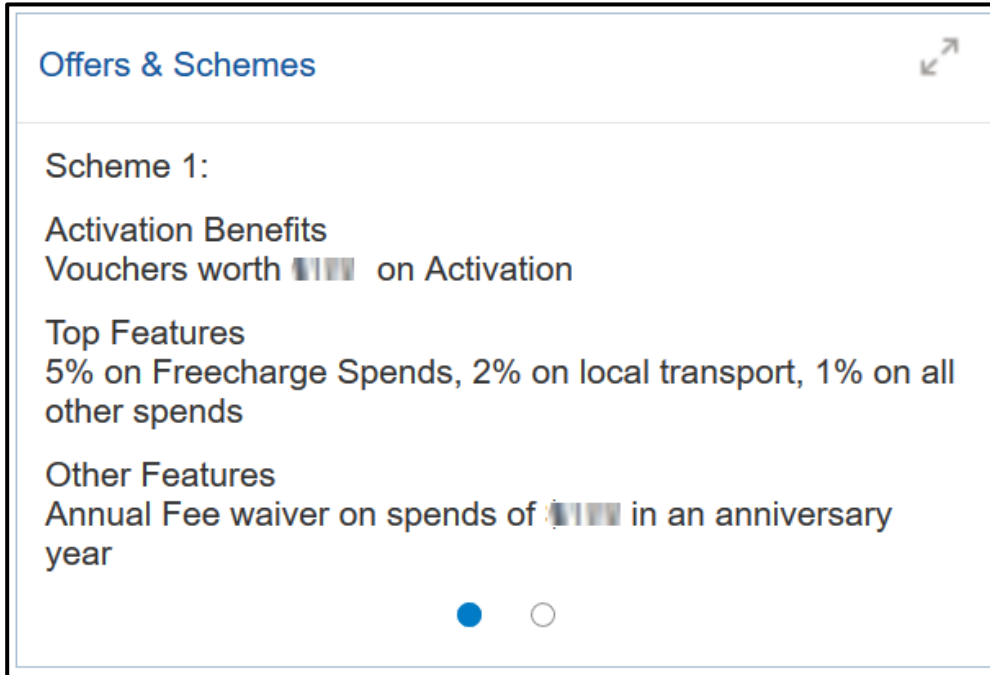 Offers & Schemes
Scheme 1:
Activation Benefits
Vouchers worth on Activation
Top Features
5% on Freecharge Spends, 2% on local transport, 1% on all
other spends
Other Features
Annual Fee waiver on spends of in an anniversary
year